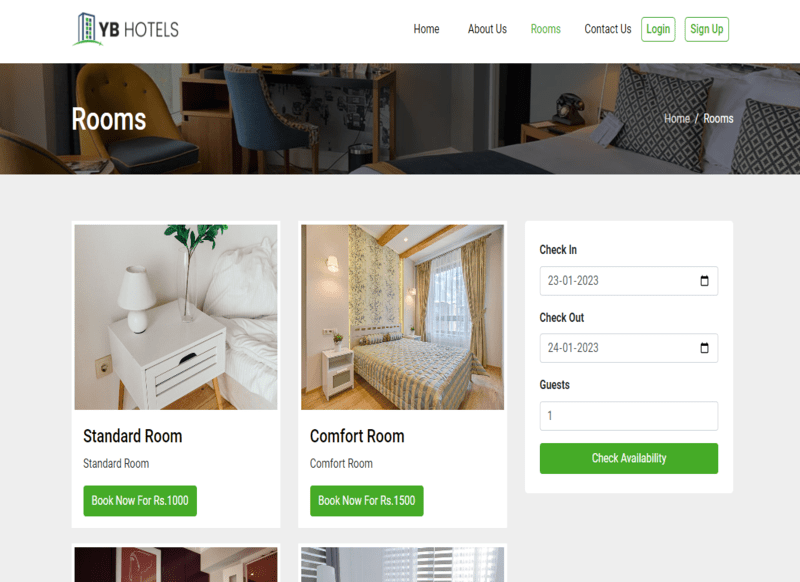 YB HOTELS
Home About Us Rooms Contact Us Login Sign Up
Rooms
Home / Rooms
Check In
23-01-2023
Check Out
24-01-2023
Guests
1
Check Availability
Standard Room
Standard Room
Book Now For Rs.1000
Comfort Room
Comfort Room
Book Now For Rs.1500